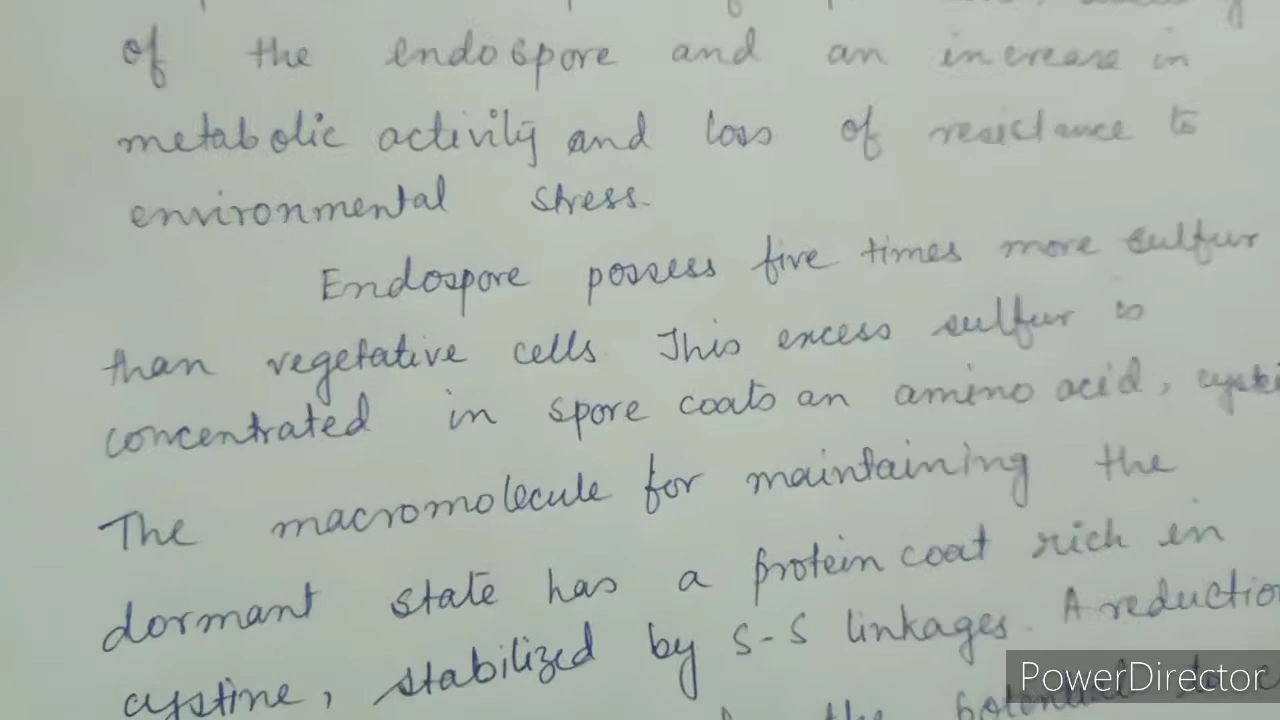 of the endospore and an increase in
metabolic activity and loss of resistance to
environmental stress
Endospore possess five times more sulfur
than vegetative cells This excess sulfur is
concentrated in spore coats an amino acid,
The macromolecule for maintaining the
dormant state has a protein coat rich in
cystine, stabilized by S-S linkages. A reduction
the potential
PowerDirector